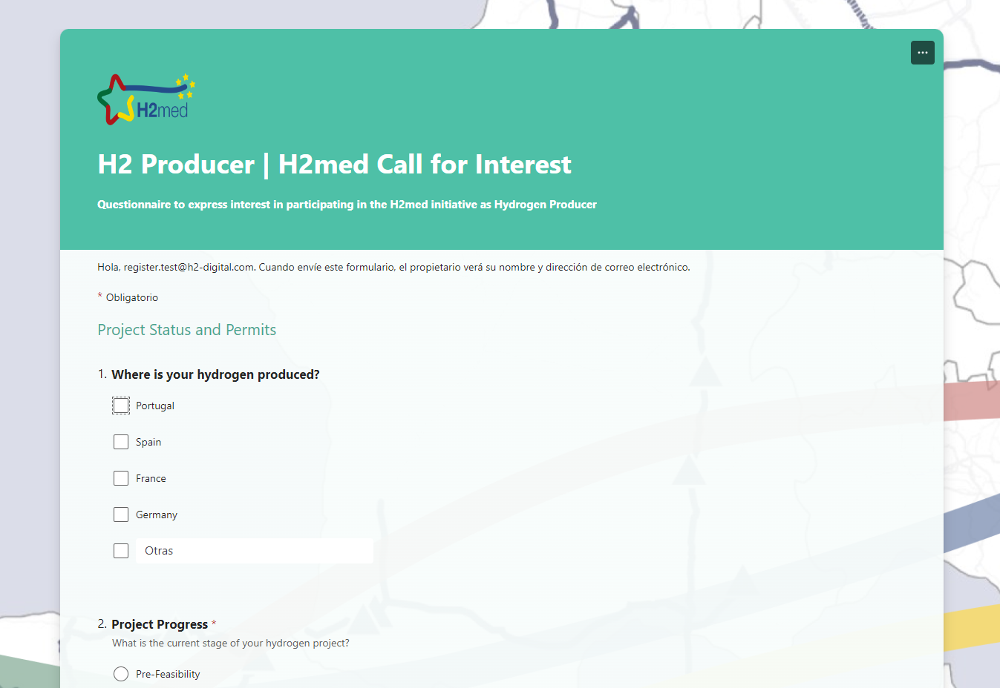 H2med
H2 Producer | H2med Call for Interest
Questionnaire to express interest in participating in the H2med initiative as Hydrogen Producer
Hola, register.test@h2-digital.com. Cuando envíe este formulario, el propietario verá su nombre y dirección de correo electrónico.
* Obligatorio
Project Status and Permits
1. Where is your hydrogen produced?
Portugal
Spain
France
Germany
Otras
2. Project Progress *
What is the current stage of your hydrogen project?
Pre-Feasibility